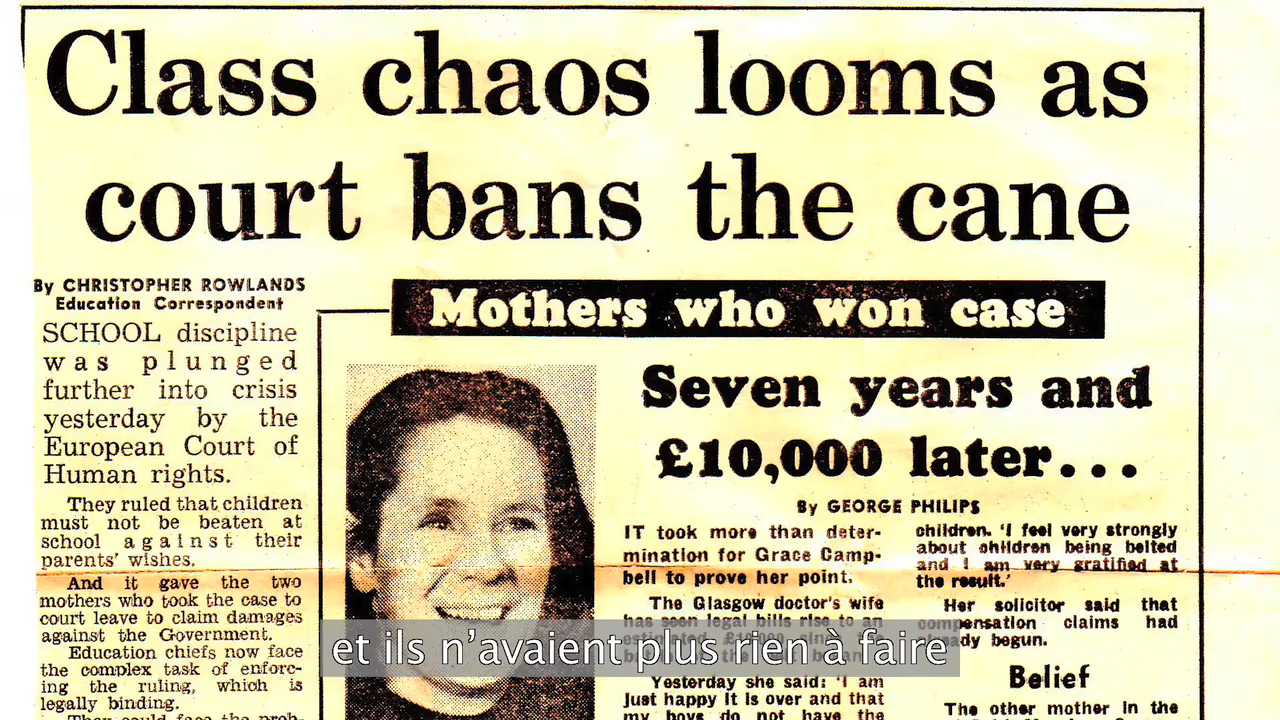 Class chaos looms as
court bans the cane
By CHRISTOPHER ROWLANDS
Education Correspondent
SCHOOL discipline
was plunged
further into crisis
yesterday by the
European Court of
Human rights.
They ruled that children
must not be beaten at
school against their
parents' wishes.
And it gave the two
mothers who took the case to
court leave to claim damages
against the Government.
Education chiefs now face
the complex task of enforc-
ing the ruling, which is
legally binding.
They could face the prob-
Mothers who won case
Seven years and
£10,000 later...
By GEORGE PHILIPS
IT took more than deter-
mination for Grace Camp-
bell to prove her point.
The Glasgow doctor's wife
has seen legal bills rise to an
Yesterday she said: 'I am
just happy it is over and that
my boys do not have the
children. 'I feel very strongly
about children being belted
and I am very gratified at
the result.'
Her solicitor said that
compensation claims had
already begun.
Belief
The other mother in the
et ils n'avaient plus rien à faire